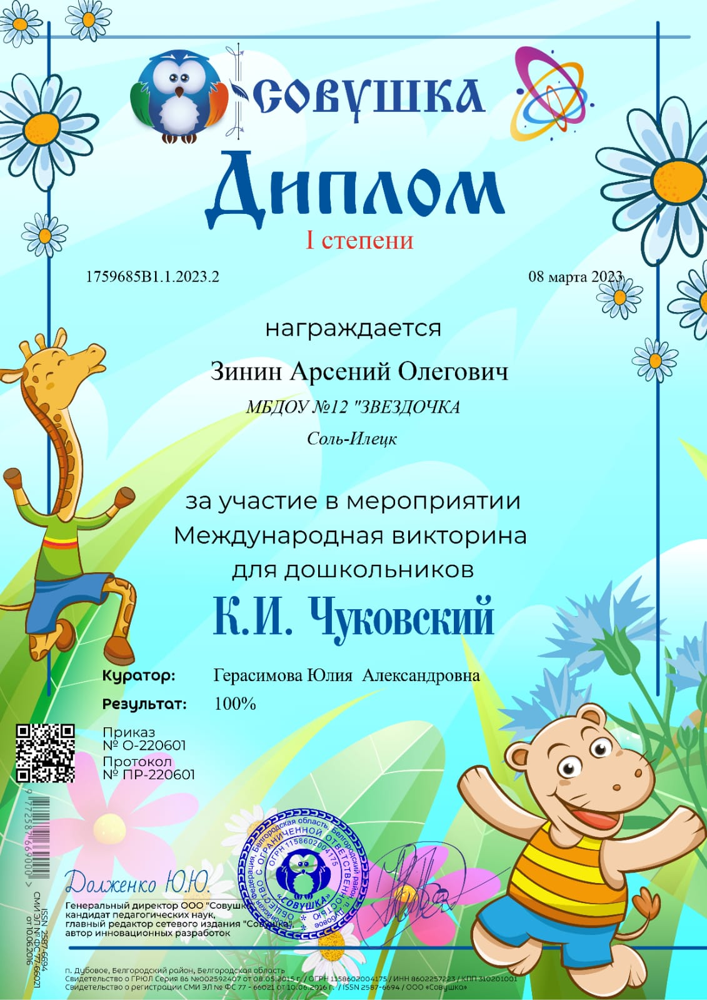 СОВУШКА
Диплом
I степени
1759685В1.1.2023.2 08 марта 2023
награждается
Зинин Арсений Олегович
МБДОУ №12 "ЗВЕЗДОЧКА
Соль-Илецк
за участие в мероприятии
Международная викторина
для дошкольников
К.И. Чуковский
Куратор: Герасимова Юлия Александровна
Результат: 100%
Приказ
№ О-220601
Протокол
№ ПР-220601
9 772587 669000 >
ISSN 2587-6694
СМИ ЭЛ № ФС 77-66021
от 10.06.2016
Российская Федерация, Белгородская область, Белгородский район, п. Дубовое
ОБЩЕСТВО С ОГРАНИЧЕННОЙ ОТВЕТСТВЕННОСТЬЮ
ОГРН 1158602004175
«СОВУШКА»
Долженко Ю.Ю.
Генеральный директор ООО "Совушка",
кандидат педагогических наук,
главный редактор сетевого издания "Совушка",
автор инновационных разработок
п. Дубовое, Белгородский район, Белгородская область
Свидетельство о ГРЮЛ Серия 86 №002592407 от 08.05.2015 г. / ОГРН 1158602004175 / ИНН 8602257223 / КПП 310201001
Свидетельство о регистрации СМИ ЭЛ № ФС 77 - 66021 от 10.06.2016 г. / ISSN 2587-6694 / ООО «Совушка»